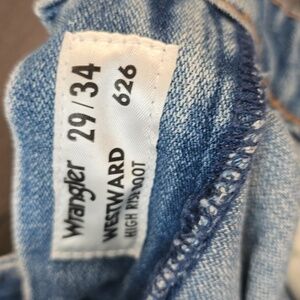 Wrangler 29/34
WESTWARD 626
HIGH RISE BOOT